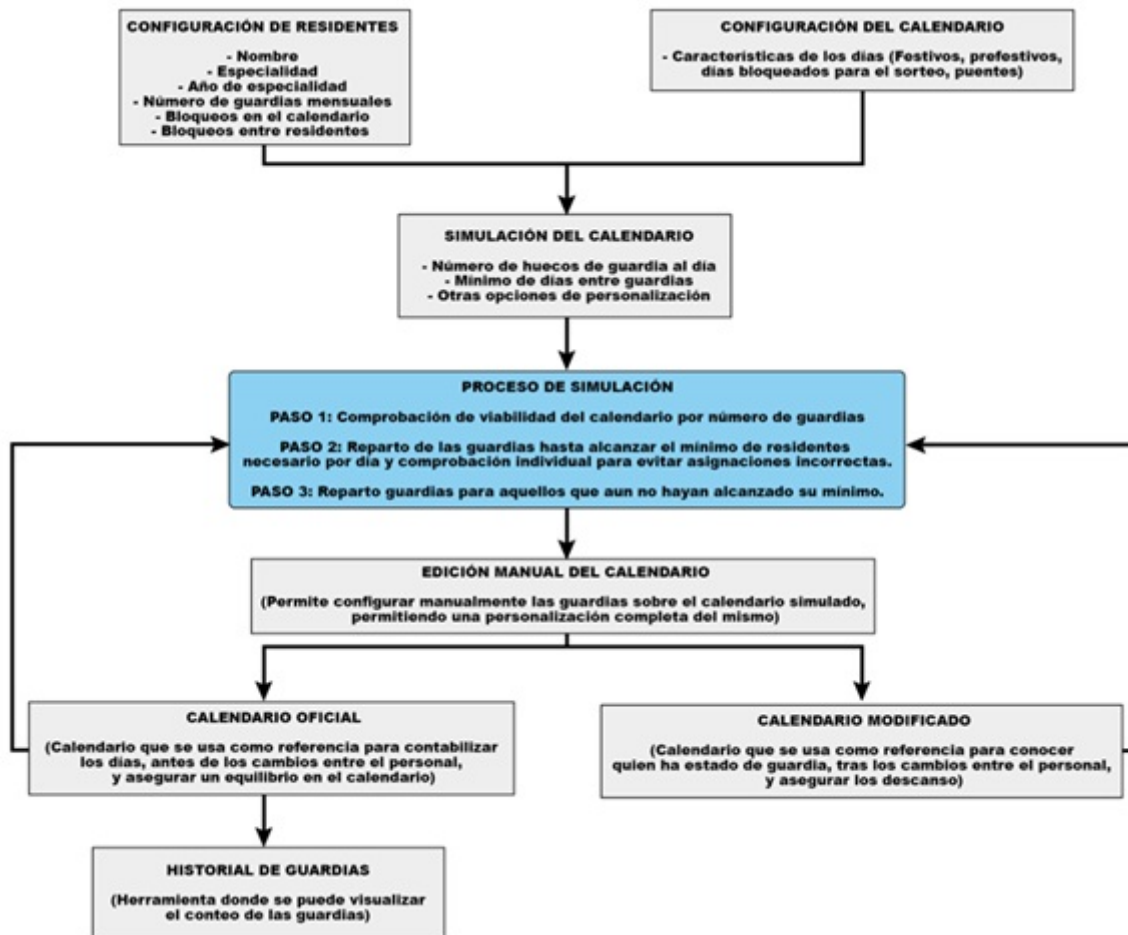 CONFIGURACIÓN DE RESIDENTES
- Nombre
- Especialidad
- Año de especialidad
- Número de guardias mensuales
- Bloqueos en el calendario
- Bloqueos entre residentes
CONFIGURACIÓN DEL CALENDARIO
- Características de los días (Festivos, prefestivos,
días bloqueados para el sorteo, puentes)
SIMULACIÓN DEL CALENDARIO
- Número de huecos de guardia al día
- Mínimo de días entre guardias
- Otras opciones de personalización
PROCESO DE SIMULACIÓN
PASO 1: Comprobación de viabilidad del calendario por número de guardias
PASO 2: Reparto de las guardias hasta alcanzar el mínimo de residentes
necesario por día y comprobación individual para evitar asignaciones incorrectas.
PASO 3: Reparto guardias para aquellos que aun no hayan alcanzado su mínimo.
EDICIÓN MANUAL DEL CALENDARIO
(Permite configurar manualmente las guardias sobre el calendario simulado,
permitiendo una personalización completa del mismo)
CALENDARIO OFICIAL
(Calendario que se usa como referencia para contabilizar
los días, antes de los cambios entre el personal,
y asegurar un equilibrio en el calendario)
CALENDARIO MODIFICADO
(Calendario que se usa como referencia para conocer
quien ha estado de guardia, tras los cambios entre el personal,
y asegurar los descanso)
HISTORIAL DE GUARDIAS
(Herramienta donde se puede visualizar
el conteo de las guardias)